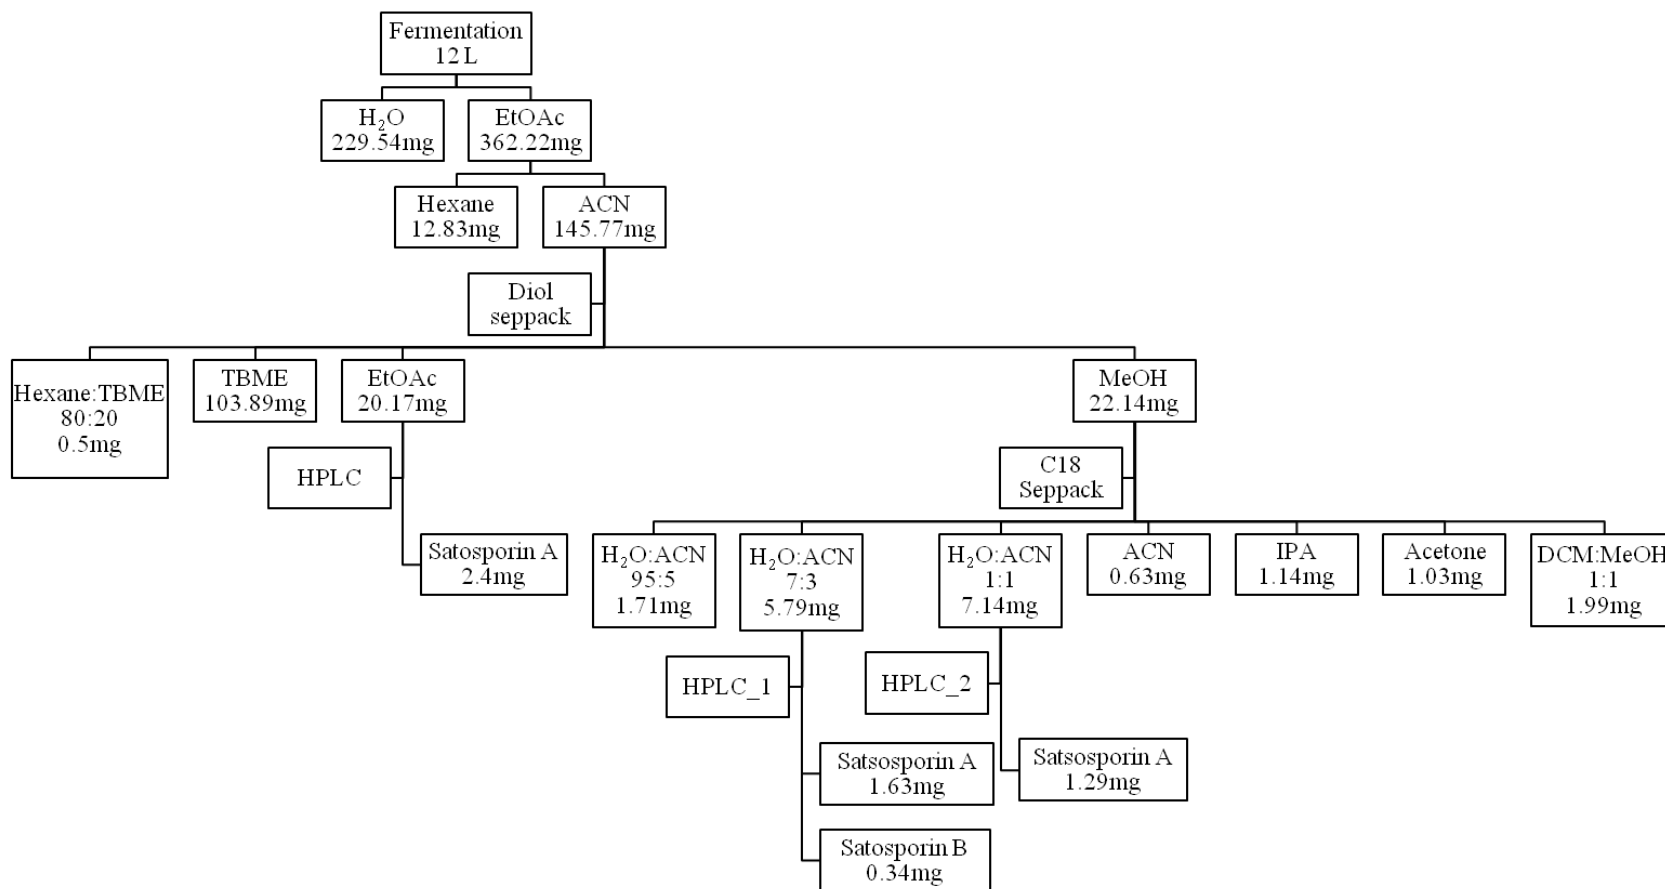 Fermentation
12 L
H₂O
229.54mg
EtOAc
362.22mg
Hexane
12.83mg
ACN
145.77mg
Diol
seppack
Hexane:TBME
80:20
0.5mg
TBME
103.89mg
EtOAc
20.17mg
MeOH
22.14mg
HPLC
C18
Seppack
Satosporin A
2.4mg
H₂O:ACN
95:5
1.71mg
H₂O:ACN
7:3
5.79mg
H₂O:ACN
1:1
7.14mg
ACN
0.63mg
IPA
1.14mg
Acetone
1.03mg
DCM:MeOH
1:1
1.99mg
HPLC_1
HPLC_2
Satsosporin A
1.63mg
Satsosporin A
1.29mg
Satosporin B
0.34mg